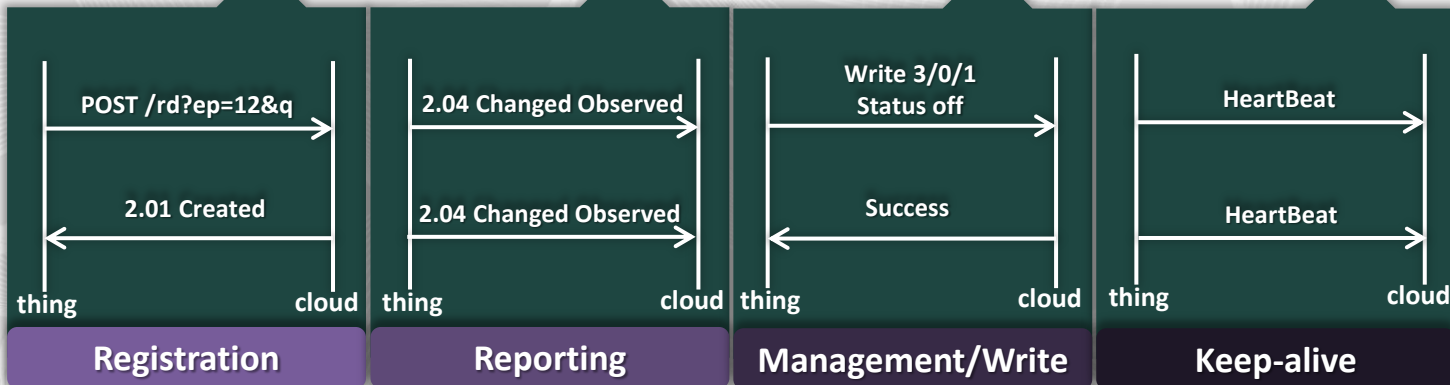 POST /rd?ep=12&q
2.01 Created
thing cloud
Registration
2.04 Changed Observed
2.04 Changed Observed
thing cloud
Reporting
Write 3/0/1
Status off
Success
thing cloud
Management/Write
HeartBeat
HeartBeat
thing cloud
Keep-alive